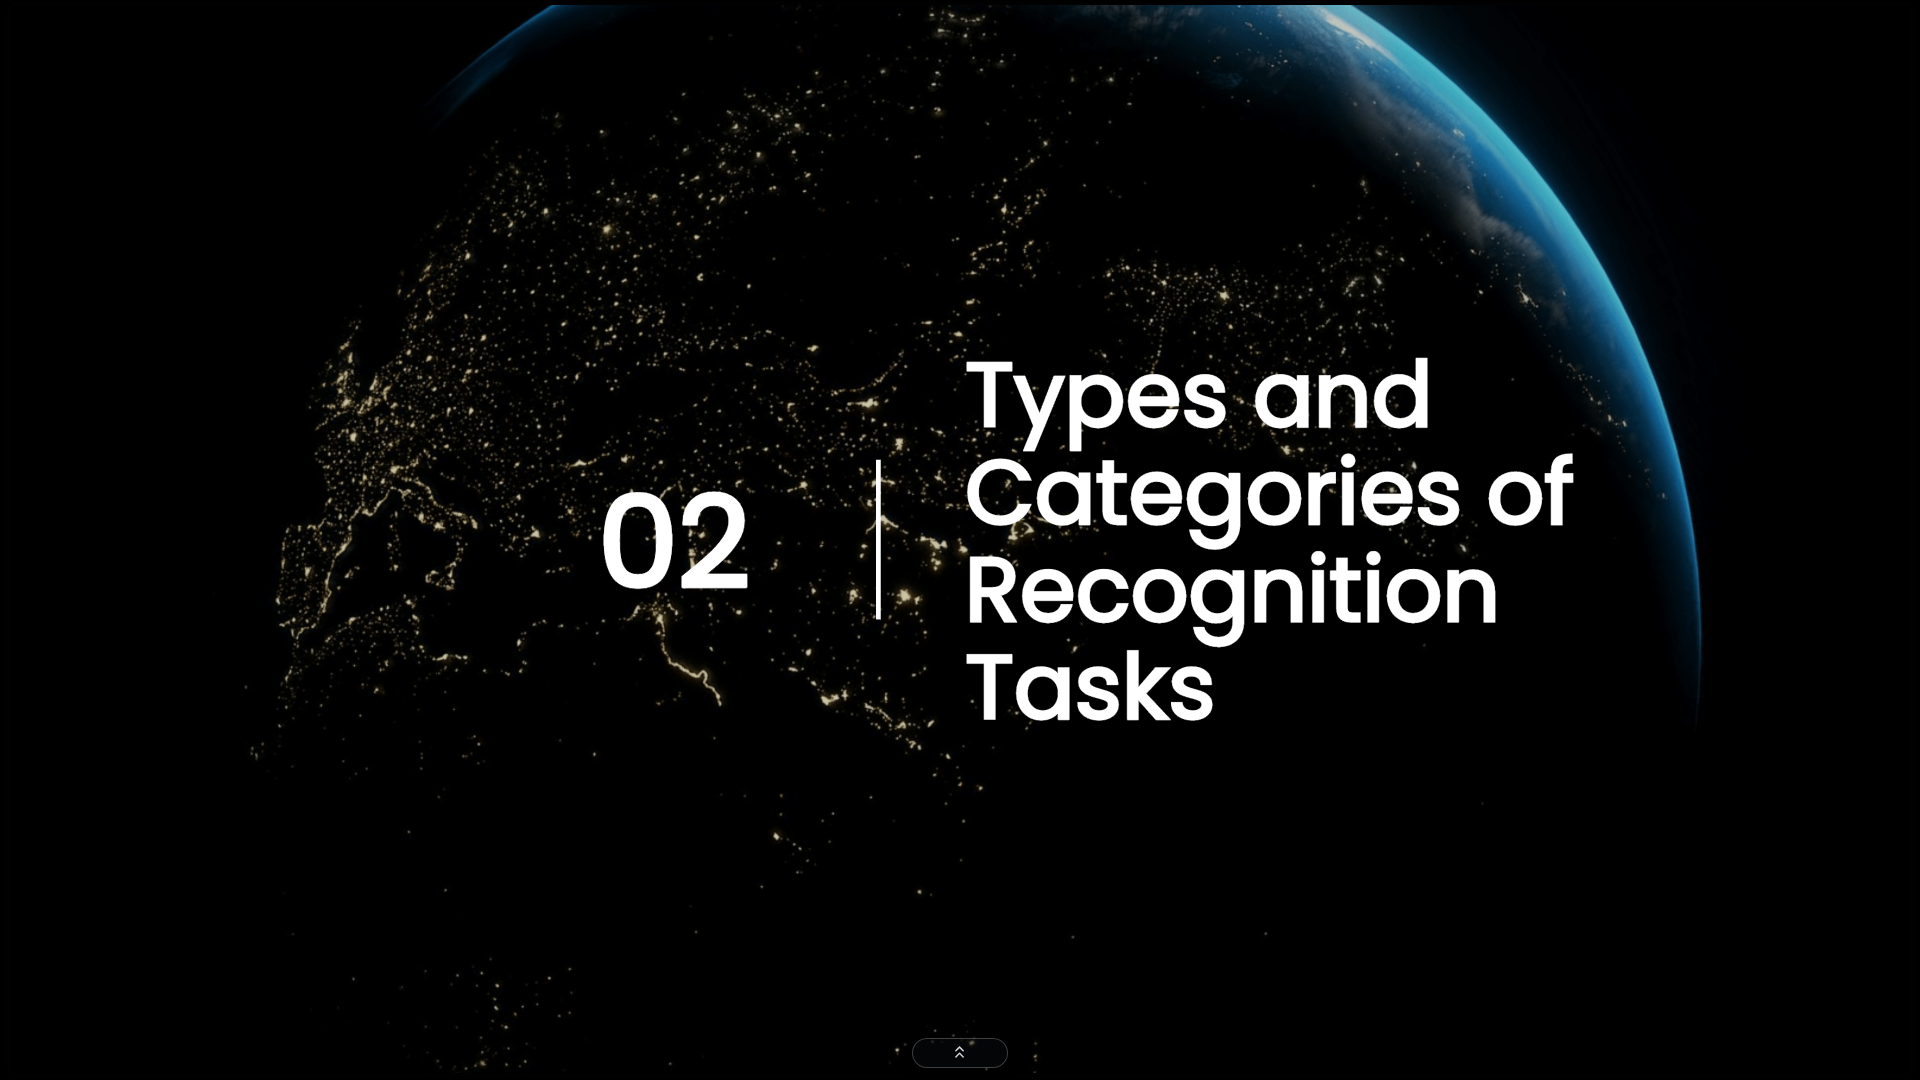 02
Types and
Categories of
Recognition
Tasks